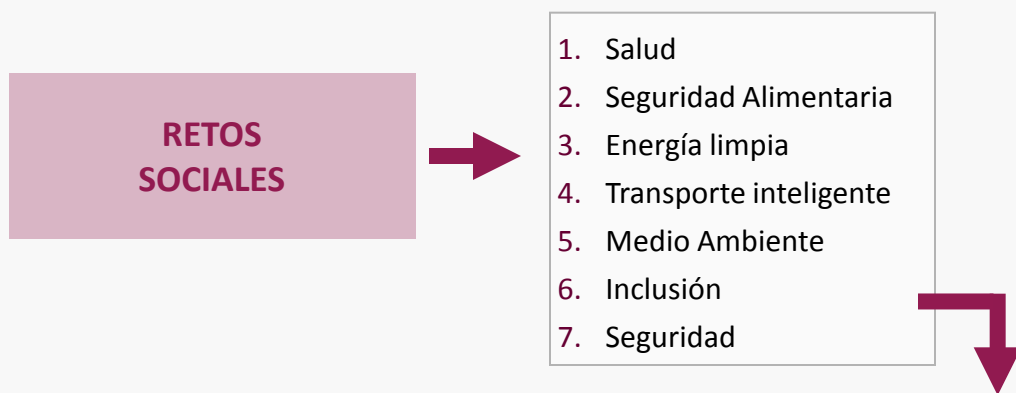 RETOS
SOCIALES
1. Salud
2. Seguridad Alimentaria
3. Energía limpia
4. Transporte inteligente
5. Medio Ambiente
6. Inclusión
7. Seguridad